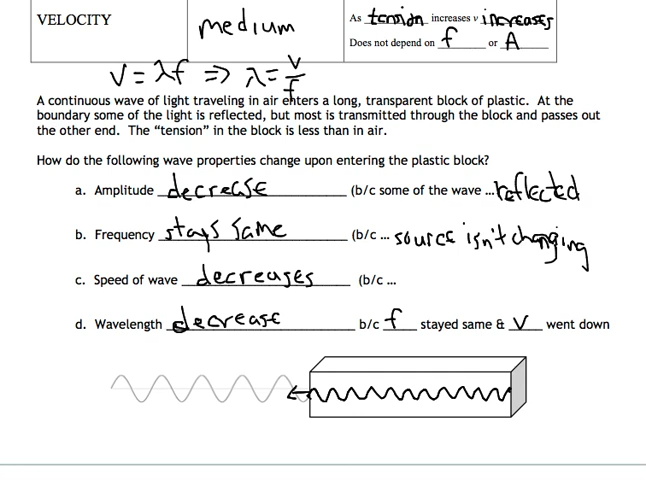 VELOCITY
medium
As tension increases v increases
Does not depend on f or A
v = λf => λ = v/f
A continuous wave of light traveling in air enters a long, transparent block of plastic. At the
boundary some of the light is reflected, but most is transmitted through the block and passes out
the other end. The “tension” in the block is less than in air.
How do the following wave properties change upon entering the plastic block?
a. Amplitude decrease (b/c some of the wave ... reflected
b. Frequency stays same (b/c ... source isn't changing
c. Speed of wave decreases (b/c ...
d. Wavelength decrease b/c f stayed same & v went down